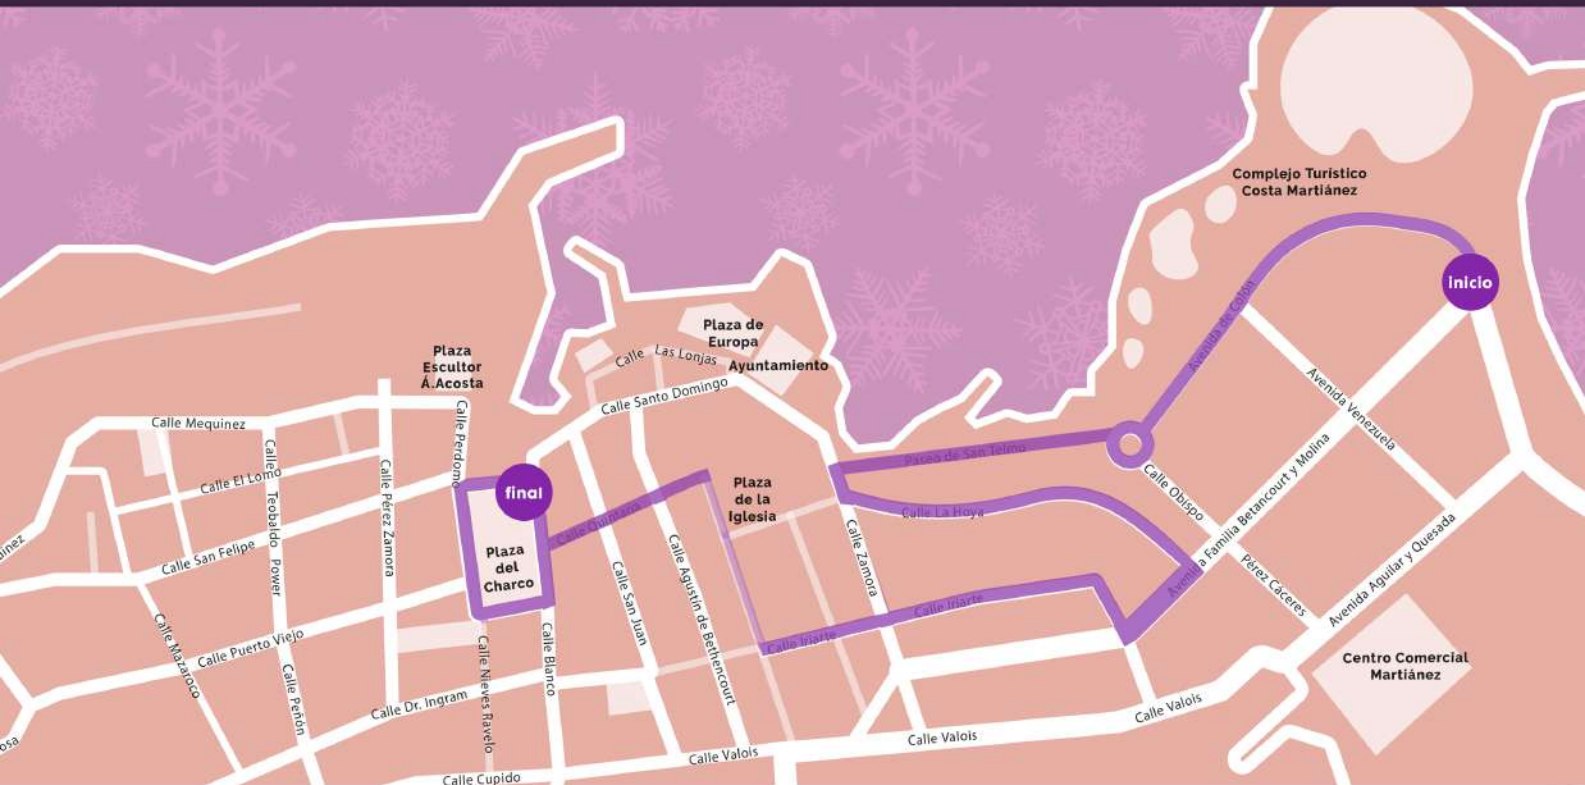 Complejo Turístico
Costa Martiánez
inicio
Avenida de Colón
Avenida Venezuela
Plaza de
Europa
Ayuntamiento
Calle Las Lonjas
Calle Santo Domingo
Plaza
Escultor
Á.Acosta
Calle Perdomo
Calle Mequinez
Calle El Lomo
Calle Teobaldo Power
Calle Pérez Zamora
Calle San Felipe
final
Plaza
del
Charco
Calle Quintana
Plaza
de la
Iglesia
Paseo de San Telmo
Calle La Hoya
Calle Obispo
Pérez Cáceres
Avenida Familia Betancourt y Molina
Avenida Aguilar y Quesada
Calle Zamora
Calle Iriarte
Calle Iriarte
Calle San Juan
Calle Agustín de Bethencourt
Calle Blanco
Calle Nieves Ravelo
Calle Puerto Viejo
Calle Mazaroco
Calle Peñón
Calle Dr. Ingram
Calle Cupido
Calle Valois
Calle Valois
Calle Valois
Centro Comercial
Martiánez